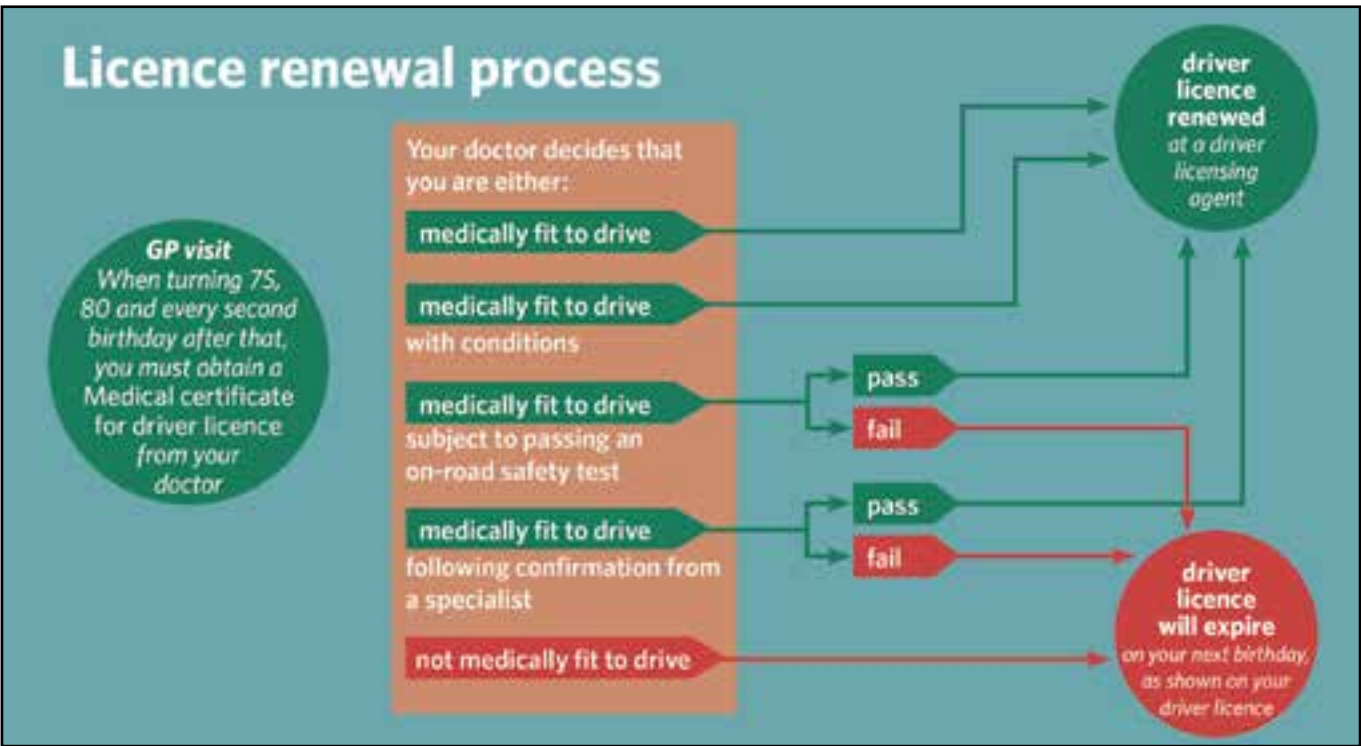 Licence renewal process
GP visit
When turning 75,
80 and every second
birthday after that,
you must obtain a
Medical certificate
for driver licence
from your
doctor
Your doctor decides that
you are either:
medically fit to drive
medically fit to drive
with conditions
medically fit to drive
subject to passing an
on-road safety test
medically fit to drive
following confirmation from
a specialist
not medically fit to drive
pass
fail
pass
fail
driver
licence
renewed
at a driver
licensing
agent
driver
licence
will expire
on your next birthday,
as shown on your
driver licence